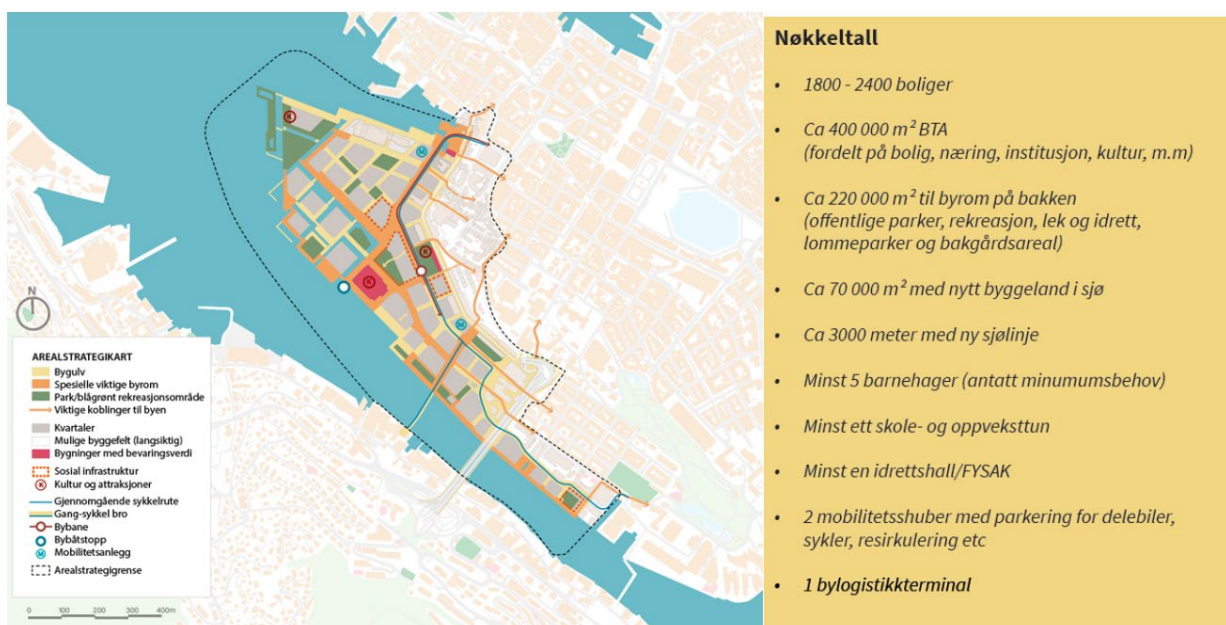 N
AREALSTRATEGIKART
Bygulv
Spesielle viktige byrom
Park/blågrønt rekreasjonsområde
Viktige koblinger til byen
Kvartaler
Mulige byggefelt (langsiktig)
Bygninger med bevaringsverdi
Sosial infrastruktur
K Kultur og attraksjoner
Gjennomgående sykkelrute
Gang-sykkel bro
Bybane
Bybåtstopp
M Mobilitetsanlegg
Arealstrategigrense
0 100 200 300 400m
K
M
K
K
M
Nøkkeltall
• 1800 - 2400 boliger
• Ca 400 000 m² BTA
(fordelt på bolig, næring, institusjon, kultur, m.m)
• Ca 220 000 m² til byrom på bakken
(offentlige parker, rekreasjon, lek og idrett,
lommeparker og bakgårdsareal)
• Ca 70 000 m² med nytt byggeland i sjø
• Ca 3000 meter med ny sjølinje
• Minst 5 barnehager (antatt minumumsbehov)
• Minst ett skole- og oppveksttun
• Minst en idrettshall/FYSAK
• 2 mobilitetsshuber med parkering for delebiler,
sykler, resirkulering etc
• 1 bylogistikkterminal